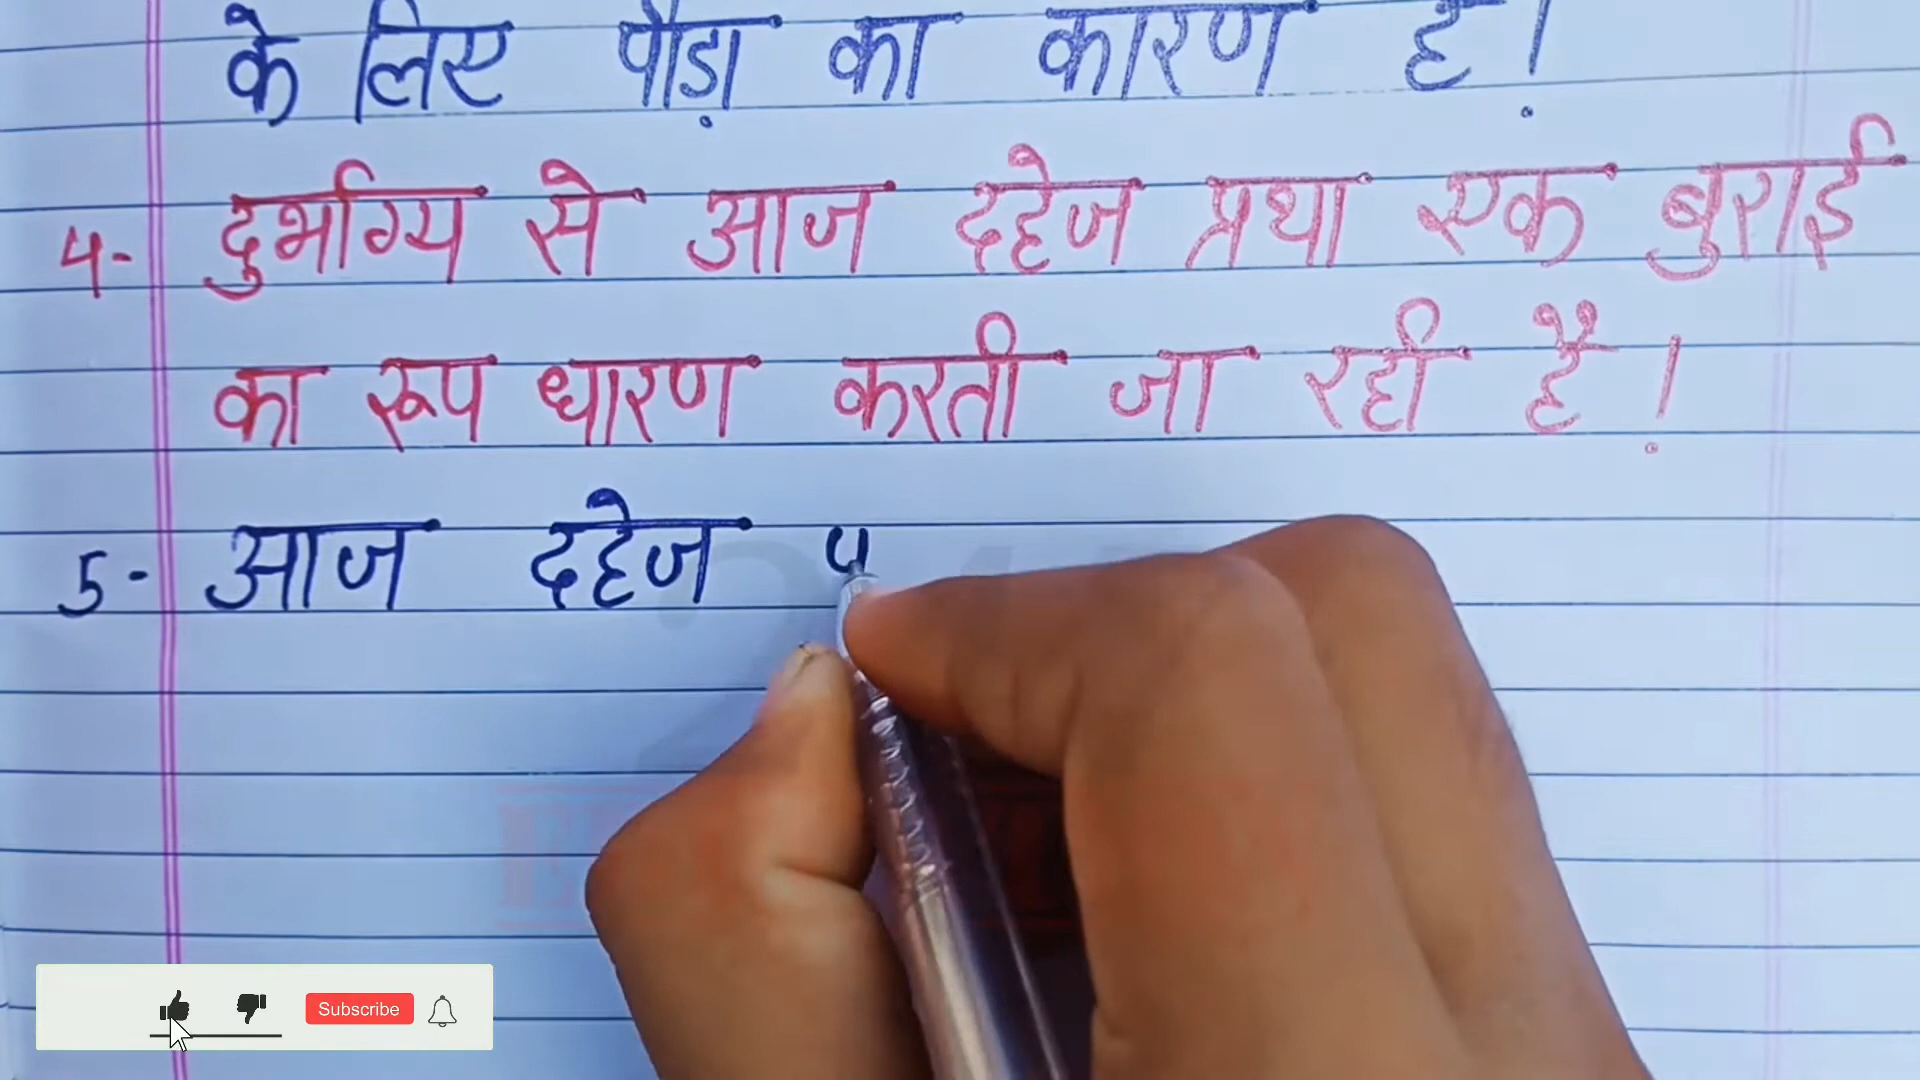 के लिए पीड़ा का कारण है !
4- दुर्भाग्य से आज दहेज प्रथा एक बुराई
का रूप धारण करती जा रही है !
5- आज दहेज
Subscribe